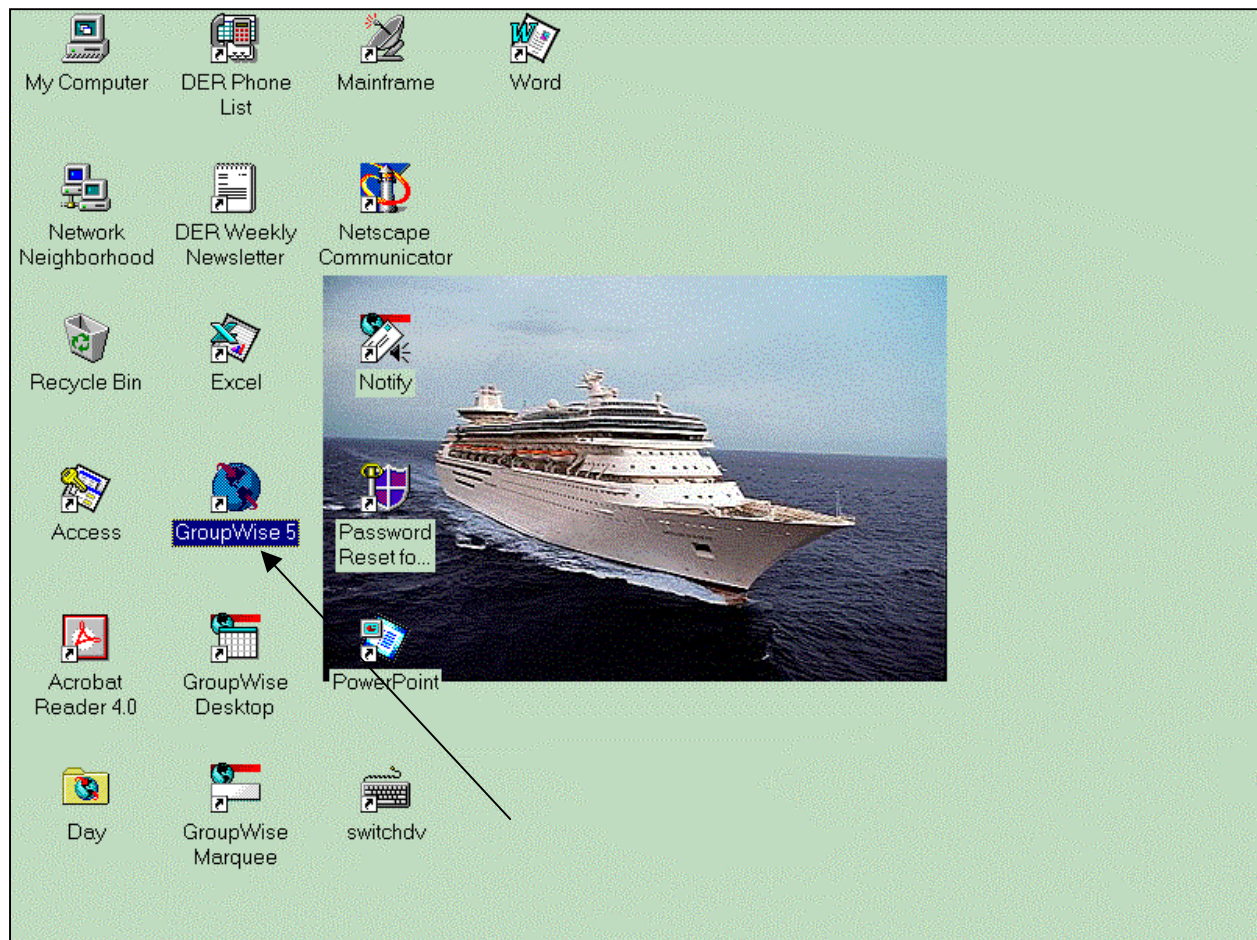 My Computer
DER Phone
List
Mainframe
Word
Network
Neighborhood
DER Weekly
Newsletter
Netscape
Communicator
Recycle Bin
Excel
Notify
Access
GroupWise 5
Password
Reset fo...
Acrobat
Reader 4.0
GroupWise
Desktop
PowerPoint
Day
GroupWise
Marquee
switchdv